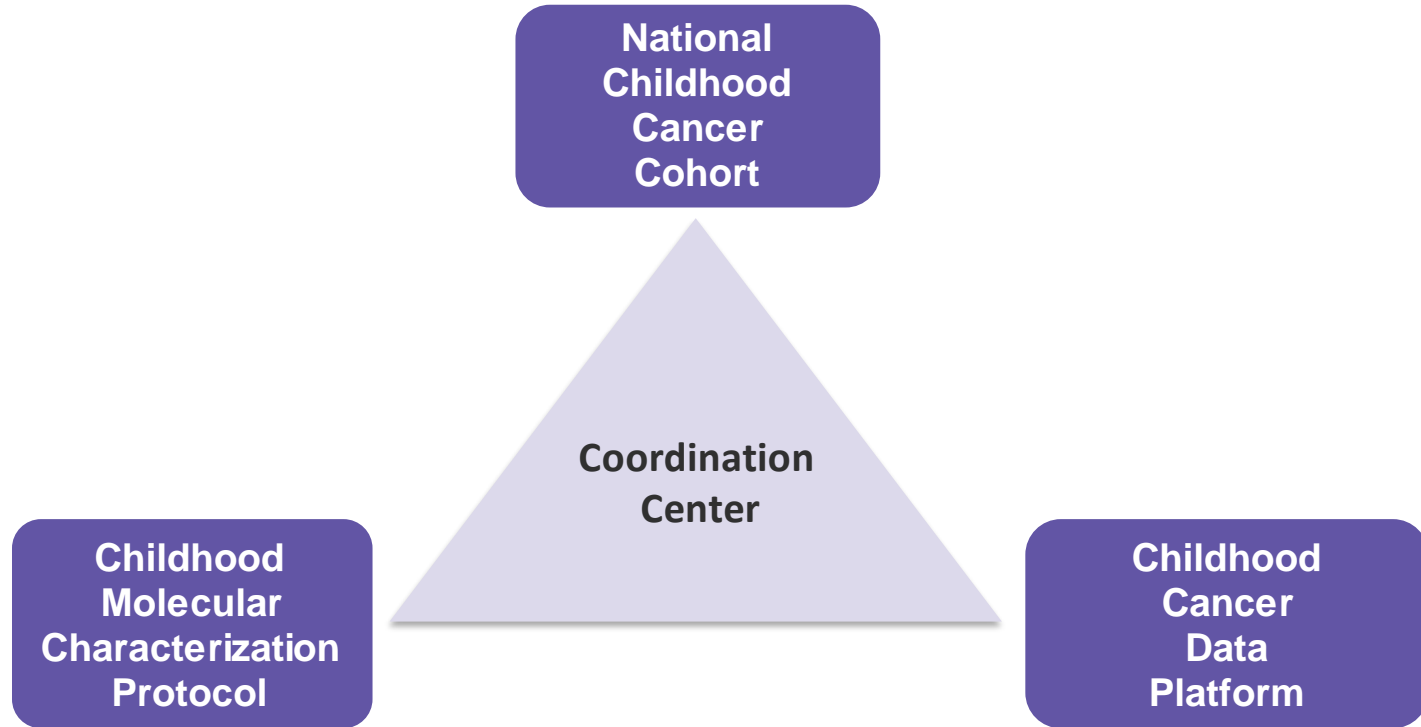 National
Childhood
Cancer
Cohort
Coordination
Center
Childhood
Molecular
Characterization
Protocol
Childhood
Cancer
Data
Platform